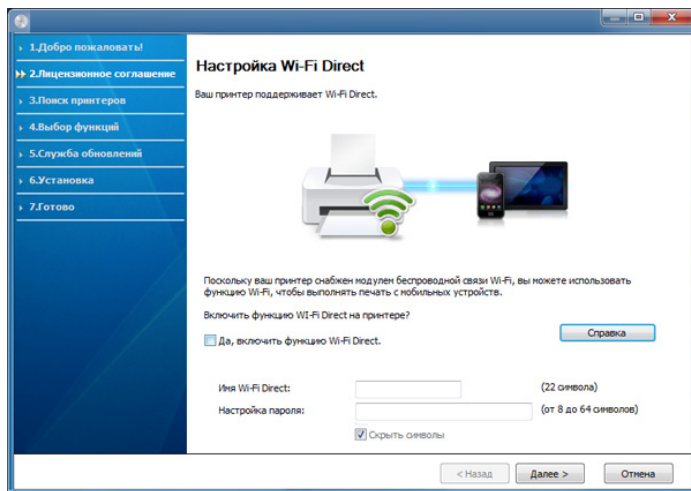 1.Добро пожаловать!
2.Лицензионное соглашение
3.Поиск принтеров
4.Выбор функций
5.Служба обновлений
6.Установка
7.Готово
Настройка Wi-Fi Direct
Ваш принтер поддерживает Wi-Fi Direct.
Поскольку ваш принтер снабжен модулем беспроводной связи Wi-Fi, вы можете использовать
функцию Wi-Fi, чтобы выполнять печать с мобильных устройств.
Включить функцию WI-Fi Direct на принтере?
Да, включить функцию Wi-Fi Direct.
Справка
Имя Wi-Fi Direct:
(22 символа)
Настройка пароля:
(от 8 до 64 символов)
Скрыть символы
< Назад
Далее >
Отмена